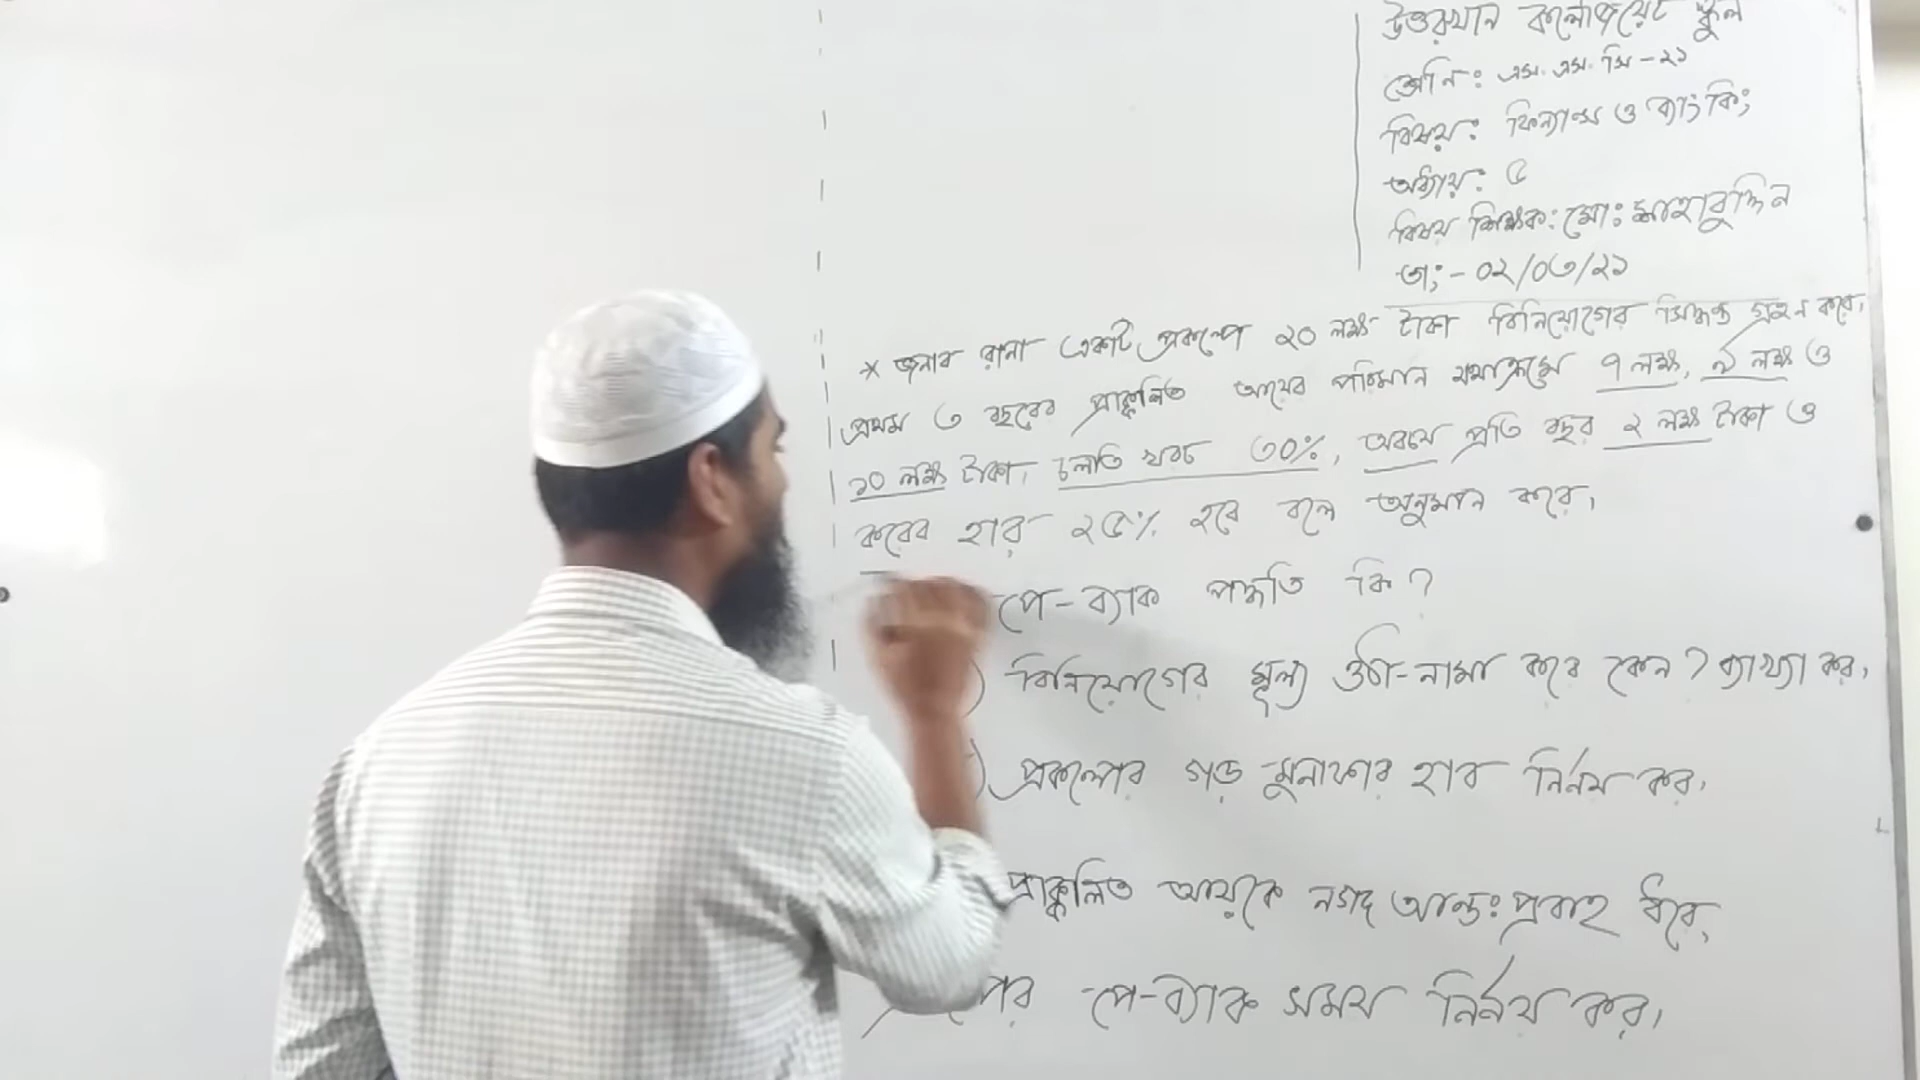 উত্তরখান কলেজিয়েট স্কুল
শ্রেনি: এস.এস.সি - ২১
বিষয়: ফিন্যান্স ও ব্যাংকিং
অধ্যায়: ৫
বিষয় শিক্ষক: মো: শাহাবুদ্দিন
তাং - ০২/০৩/২১
* জনাব রানা একটি প্রকল্পে ২০ লক্ষ টাকা বিনিয়োগের সিদ্ধান্ত গ্রহন করে।
প্রথম ৩ বছরের প্রাক্কলিত আয়ের পরিমান যথাক্রমে ৭ লক্ষ, ৯ লক্ষ ও
১০ লক্ষ টাকা। চলতি খরচ ৩০%, অবচয় প্রতি বছর ২ লক্ষ টাকা ও
করের হার ২৫% হবে বলে অনুমান করে।
পে-ব্যাক পদ্ধতি কি?
) বিনিয়োগের মূল্য ওঠা-নামা করে কেন? ব্যাখ্যা কর।
) প্রকল্পের গড় মুনাফার হার নির্নয় কর।
প্রাক্কলিত আয়কে নগদ আন্ত:প্রবাহ ধরে,
পে-ব্যাক সময় নির্নয় কর।